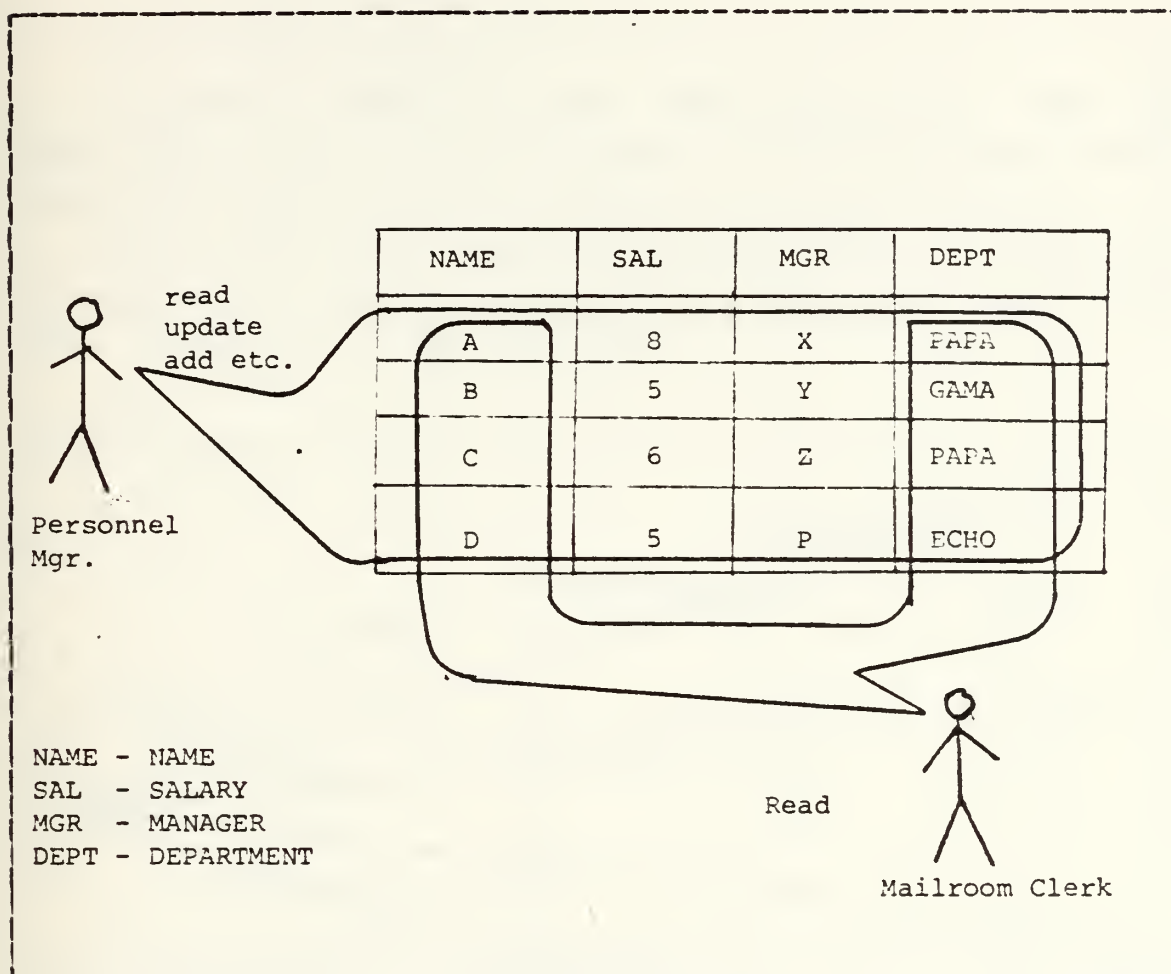 NAME SAL MGR DEPT
read
update
add etc.
A 8 X PAPA
B 5 Y GAMA
C 6 Z PAPA
D 5 P ECHO
Personnel
Mgr.
NAME - NAME
SAL - SALARY
MGR - MANAGER
DEPT - DEPARTMENT
Read
Mailroom Clerk